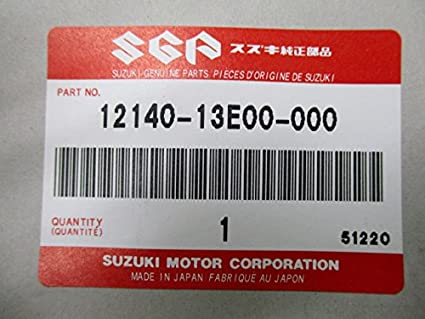 SGP スズキ純正部品
SUZUKI GENUINE PARTS / PIÈCES D'ORIGINE DE SUZUKI
PART NO.
12140-13E00-000
QUANTITY
(QUANTITÉ)
1
51220
SUZUKI MOTOR CORPORATION
MADE IN JAPAN FABRIQUE AU JAPON